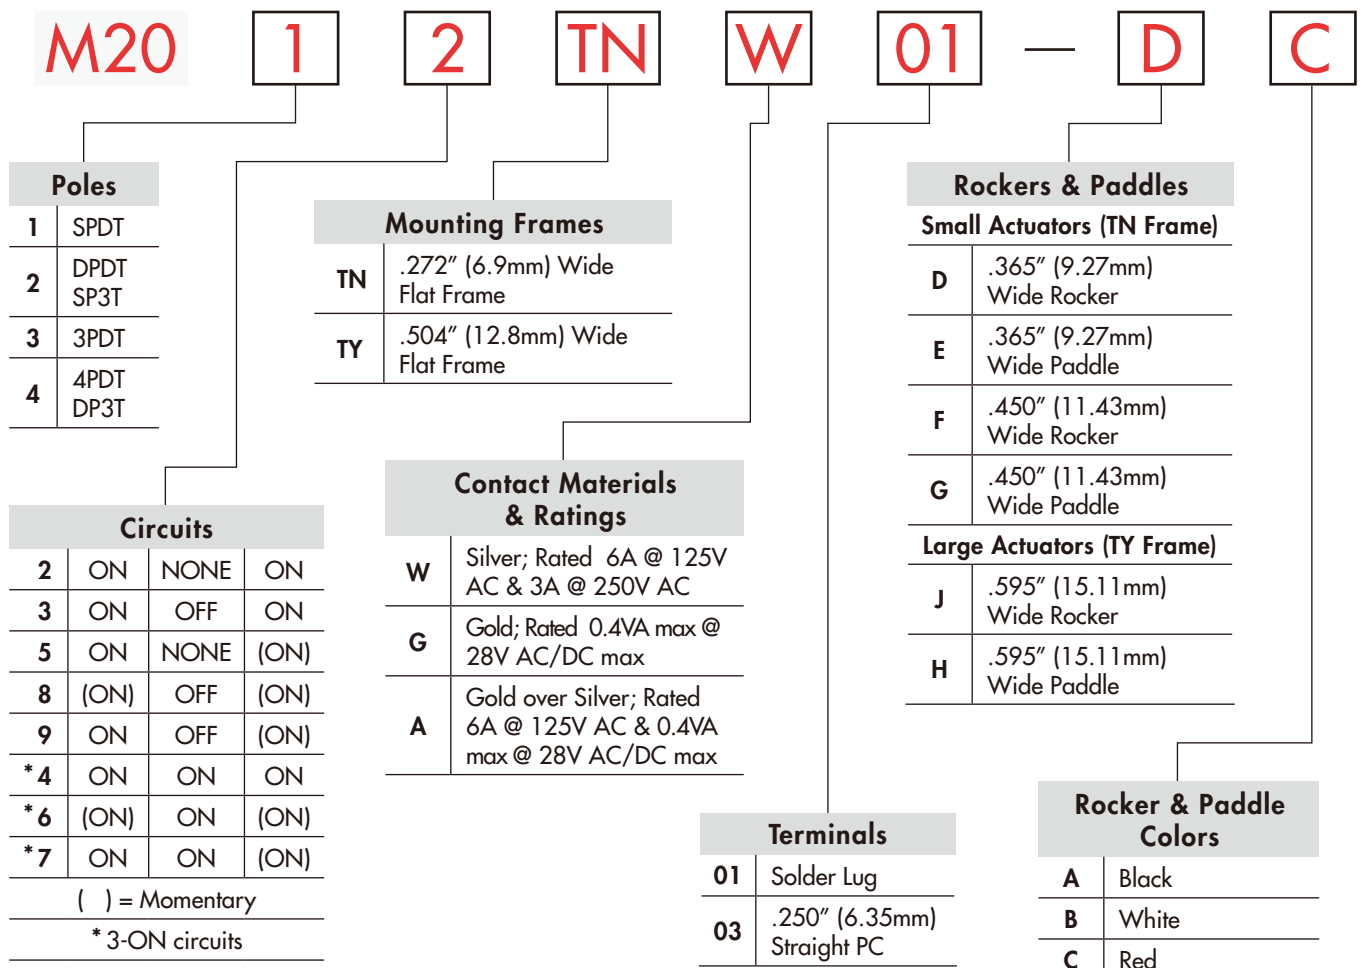 M20 1 2 TN W 01 — D C
Poles
1 SPDT
2 DPDT
SP3T
3 3PDT
4 4PDT
DP3T
Circuits
2 ON NONE ON
3 ON OFF ON
5 ON NONE (ON)
8 (ON) OFF (ON)
9 ON OFF (ON)
*4 ON ON ON
*6 (ON) ON (ON)
*7 ON ON (ON)
( ) = Momentary
* 3-ON circuits
Mounting Frames
TN .272" (6.9mm) Wide
Flat Frame
TY .504" (12.8mm) Wide
Flat Frame
Contact Materials
& Ratings
W Silver; Rated 6A @ 125V
AC & 3A @ 250V AC
G Gold; Rated 0.4VA max @
28V AC/DC max
A Gold over Silver; Rated
6A @ 125V AC & 0.4VA
max @ 28V AC/DC max
Terminals
01 Solder Lug
03 .250" (6.35mm)
Straight PC
Rockers & Paddles
Small Actuators (TN Frame)
D .365" (9.27mm)
Wide Rocker
E .365" (9.27mm)
Wide Paddle
F .450" (11.43mm)
Wide Rocker
G .450" (11.43mm)
Wide Paddle
Large Actuators (TY Frame)
J .595" (15.11mm)
Wide Rocker
H .595" (15.11mm)
Wide Paddle
Rocker & Paddle
Colors
A Black
B White
C Red